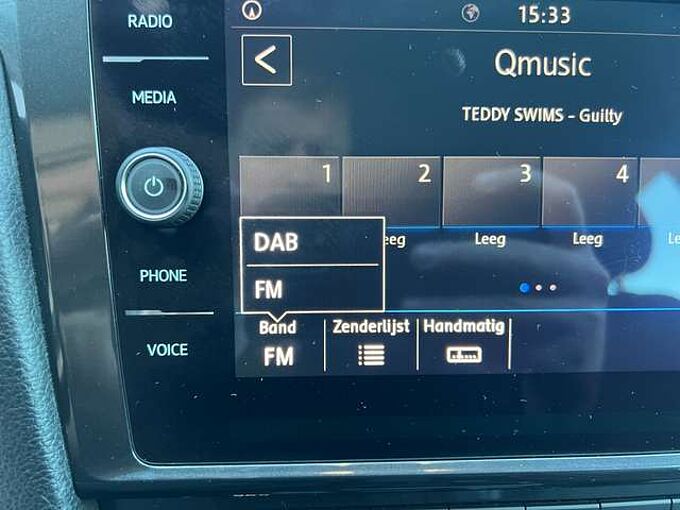 RADIO
15:33
Qmusic
MEDIA
TEDDY SWIMS - Guilty
1 2 3 4
DAB
eeg Leeg Leeg Le
PHONE
FM
Band Zenderlijst Handmatig
FM
VOICE